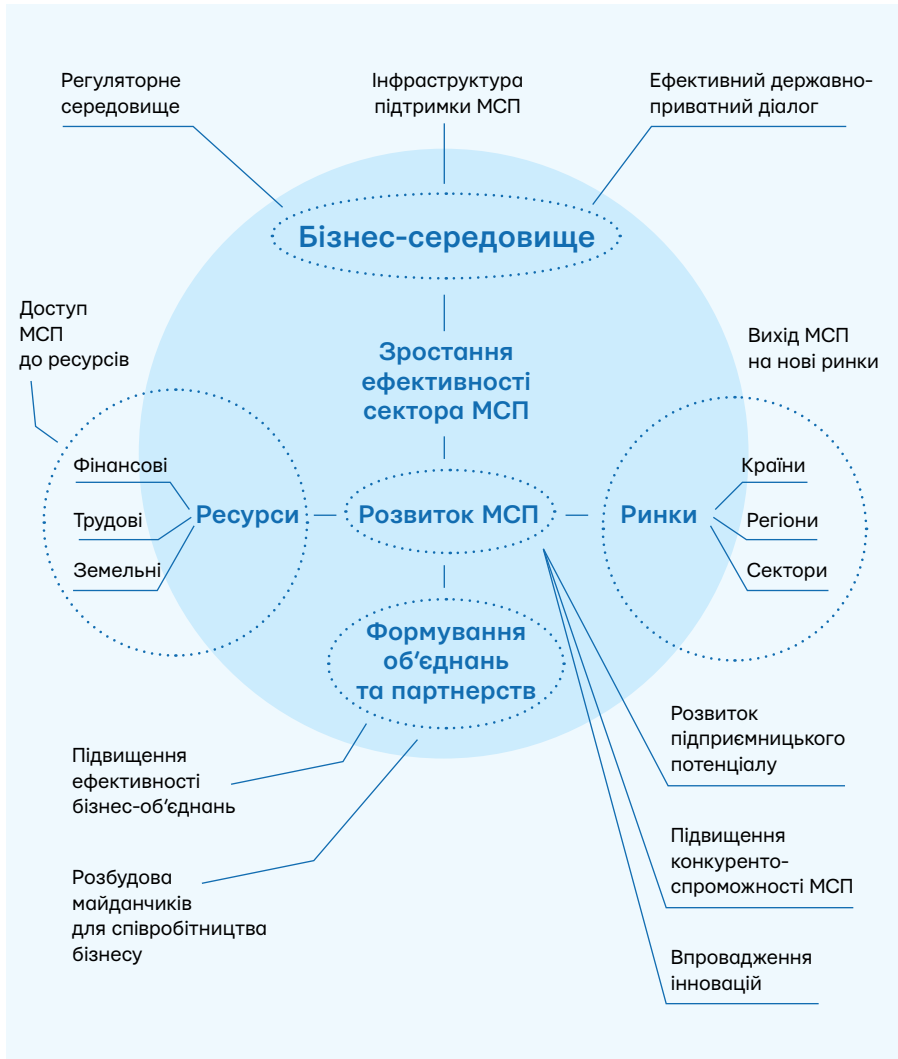 Регуляторне
середовище
Інфраструктура
підтримки МСП
Ефективний державно-
приватний діалог
Бізнес-середовище
Доступ
МСП
до ресурсів
Зростання
ефективності
сектора МСП
Вихід МСП
на нові ринки
Фінансові
Трудові
Земельні
Ресурси
Розвиток МСП
Ринки
Країни
Регіони
Сектори
Формування
об’єднань
та партнерств
Підвищення
ефективності
бізнес-об’єднань
Розбудова
майданчиків
для співробітництва
бізнесу
Розвиток
підприємницького
потенціалу
Підвищення
конкуренто-
спроможності МСП
Впровадження
інновацій